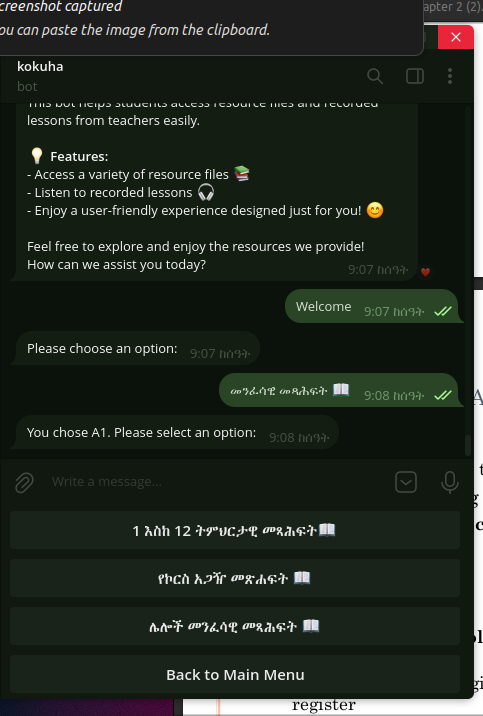 creenshot captured
ou can paste the image from the clipboard.
apter 2 (2).
kokuha
bot
This bot helps students access resource files and recorded
lessons from teachers easily.
💡 Features:
- Access a variety of resource files 📚
- Listen to recorded lessons 🎧
- Enjoy a user-friendly experience designed just for you! 😊
Feel free to explore and enjoy the resources we provide!
How can we assist you today?
9:07 ከሰዓት
Welcome 9:07 ከሰዓት
Please choose an option: 9:07 ከሰዓት
መንፈሳዊ መጻሕፍት 📖 9:08 ከሰዓት
You chose A1. Please select an option: 9:08 ከሰዓት
Write a message...
1 እስከ 12 ትምህርታዊ መጻሕፍት📖
የኮርስ አጋዥ መጽሐፍት 📖
ሌሎች መንፈሳዊ መጻሕፍት 📖
Back to Main Menu
register